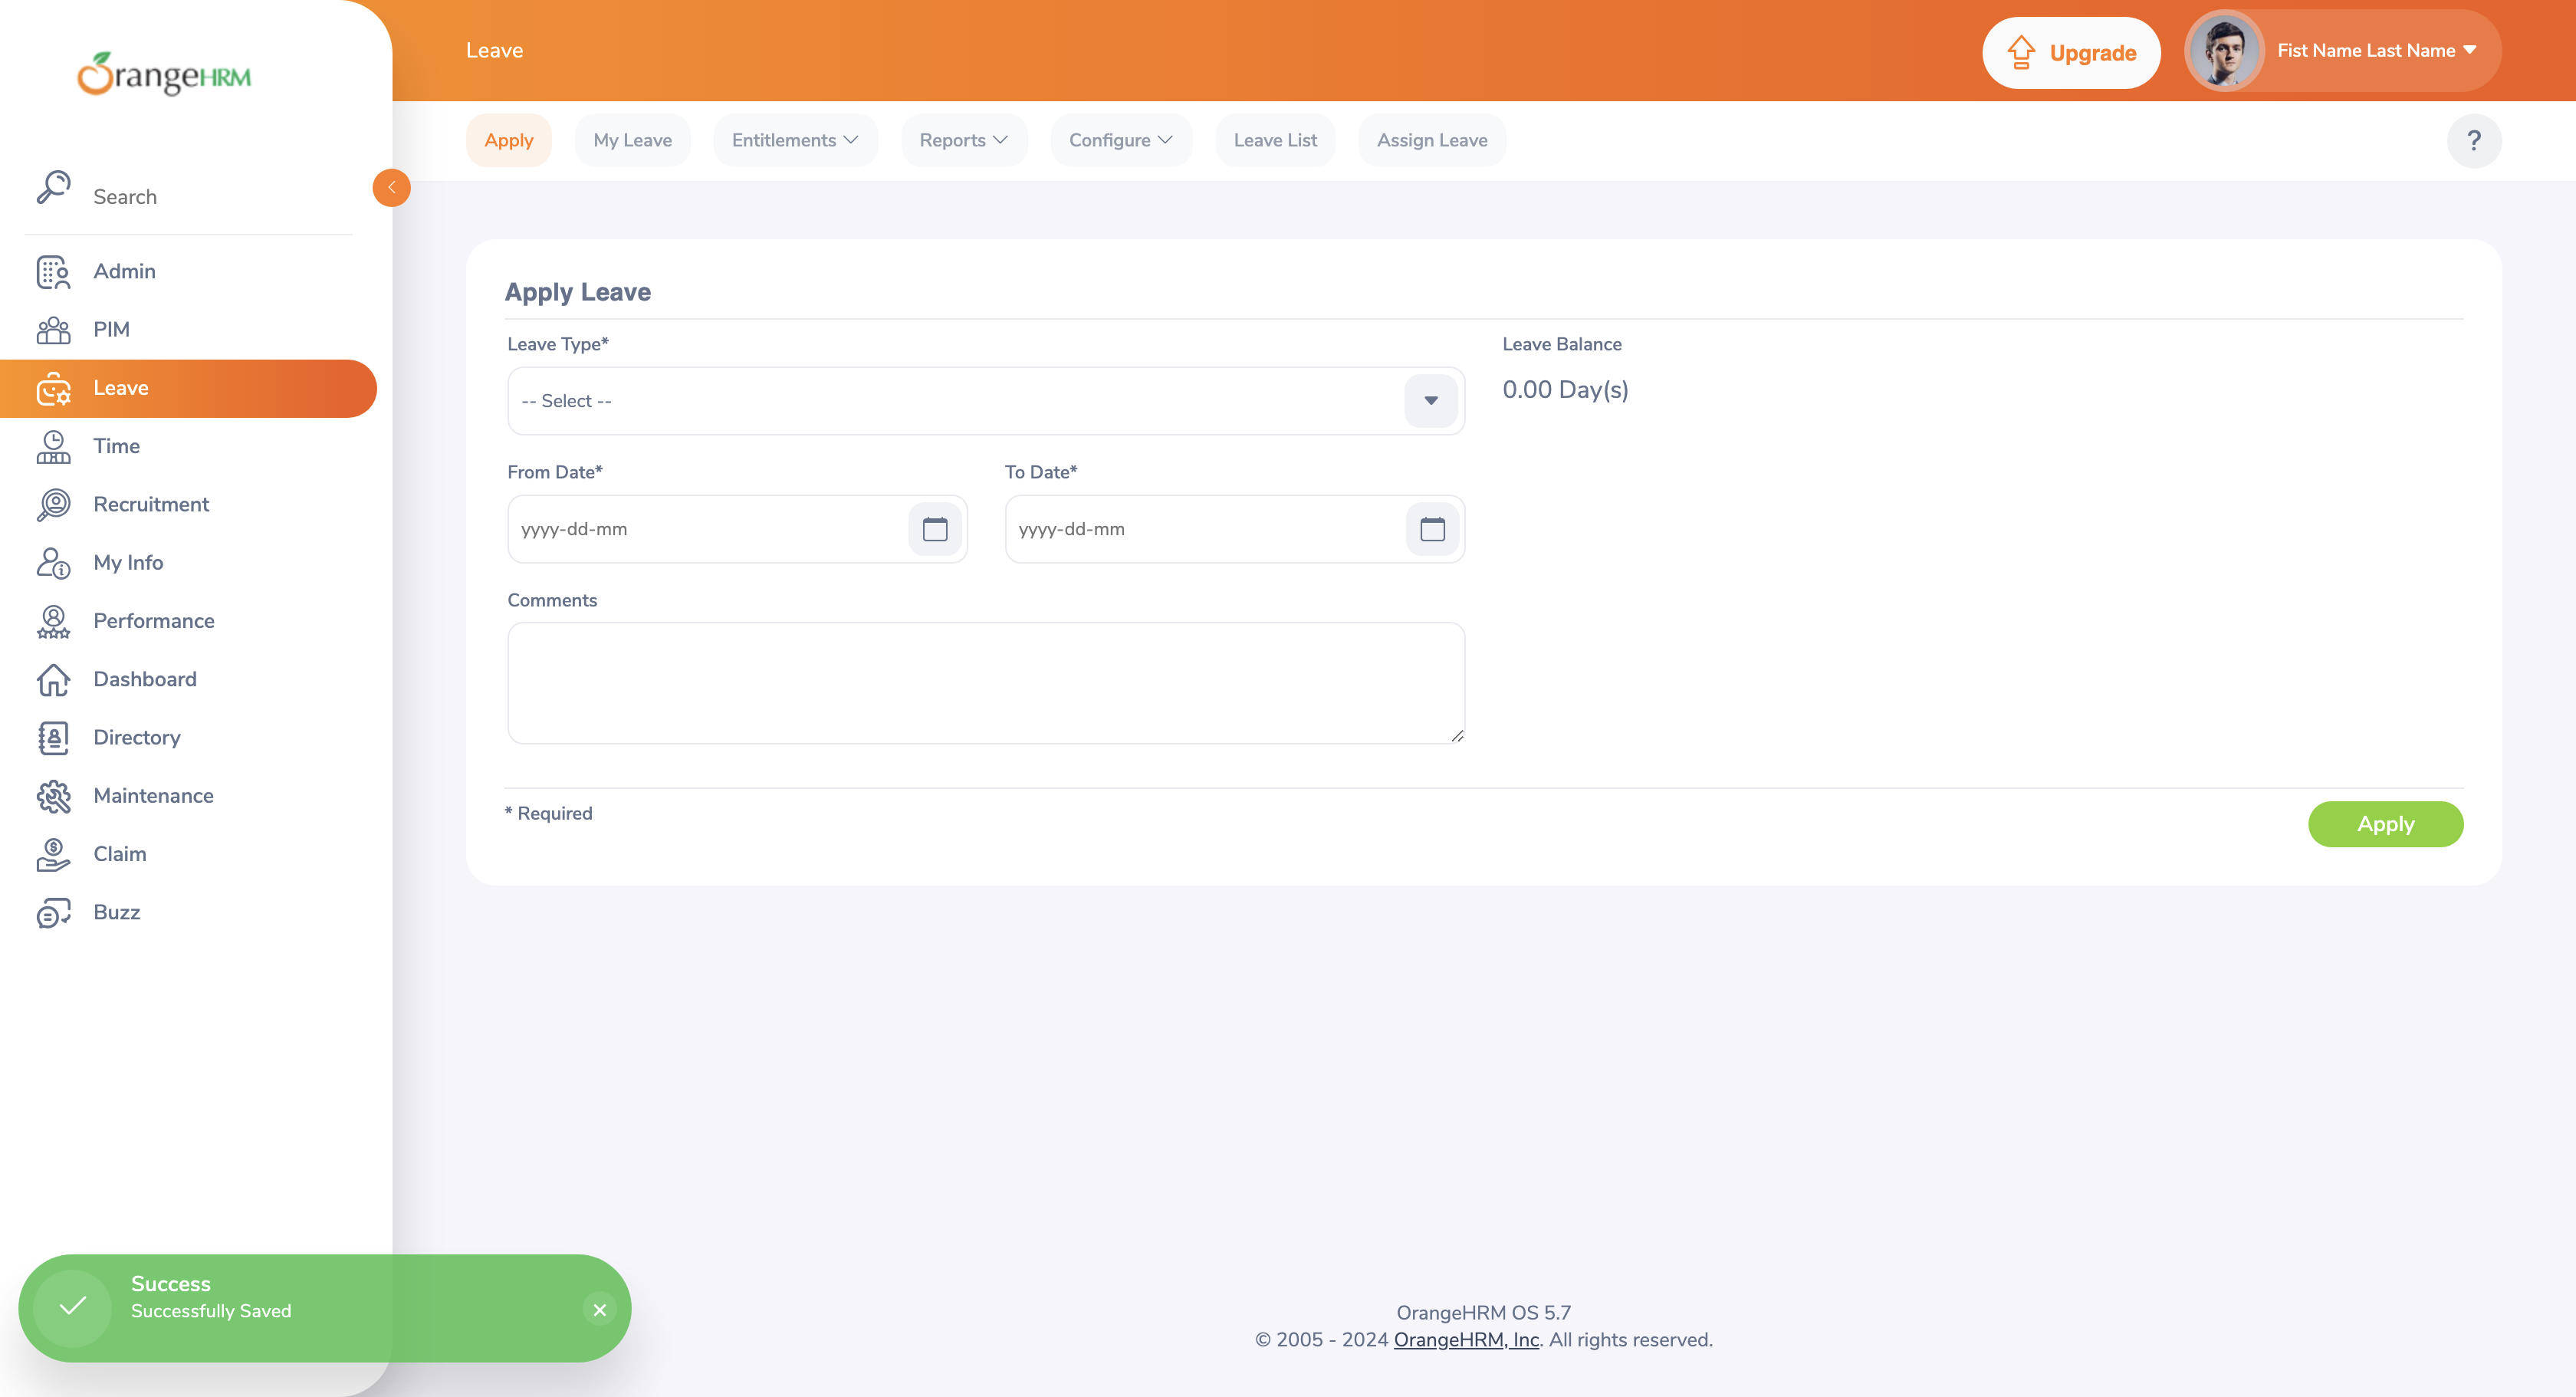 OrangeHRM
Search
Admin
PIM
Leave
Time
Recruitment
My Info
Performance
Dashboard
Directory
Maintenance
Claim
Buzz
Leave
Upgrade
Fist Name Last Name
Apply
My Leave
Entitlements
Reports
Configure
Leave List
Assign Leave
?
Apply Leave
Leave Type*
-- Select --
Leave Balance
0.00 Day(s)
From Date*
yyyy-dd-mm
To Date*
yyyy-dd-mm
Comments
* Required
Apply
Success
Successfully Saved
OrangeHRM OS 5.7
© 2005 - 2024 OrangeHRM, Inc. All rights reserved.